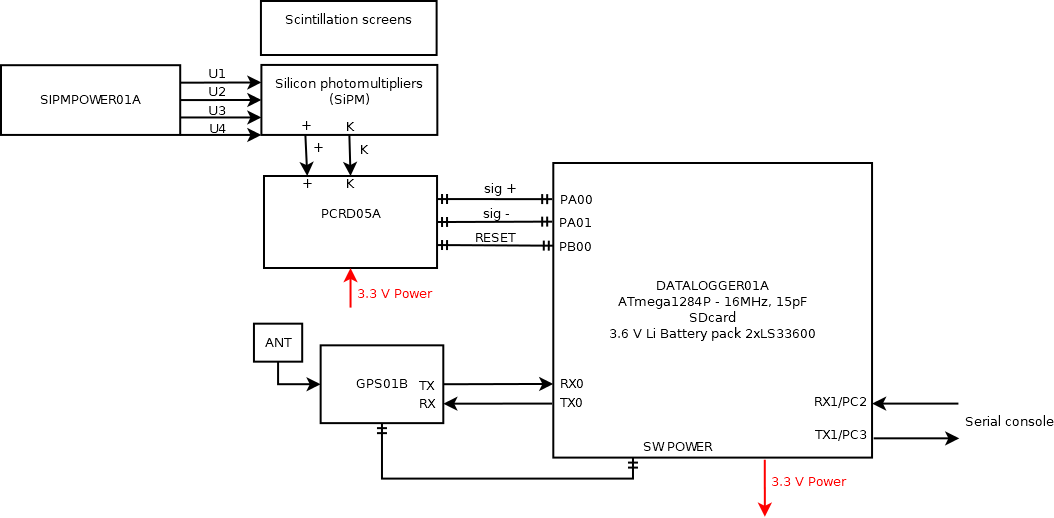 Scintillation screens
SIPMPOWER01A
U1
U2
U3
U4
Silicon photomultipliers
(SiPM)
+ K
+ K
+ K
PCRD05A
sig +
sig -
RESET
PA00
PA01
PB00
3.3 V Power
DATALOGGER01A
ATmega1284P - 16MHz, 15pF
SDcard
3.6 V Li Battery pack 2xLS33600
ANT
GPS01B
TX
RX
RX0
TX0
RX1/PC2
TX1/PC3
Serial console
SW POWER
3.3 V Power